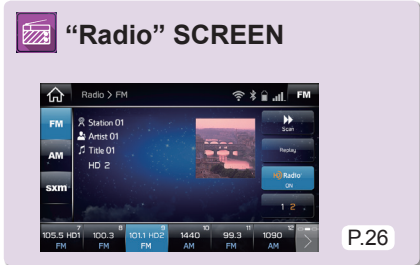 “Radio” SCREEN
Radio > FM
FM
FM
Station 01
Artist 01
Title 01
HD 2
AM
sxm
Scan
Replay
HD Radio
ON
1 2
7 8 9 10 11 12
105.5 HD1 100.3 101.1 HD2 1440 99.3 1090
FM FM FM AM FM AM
P.26